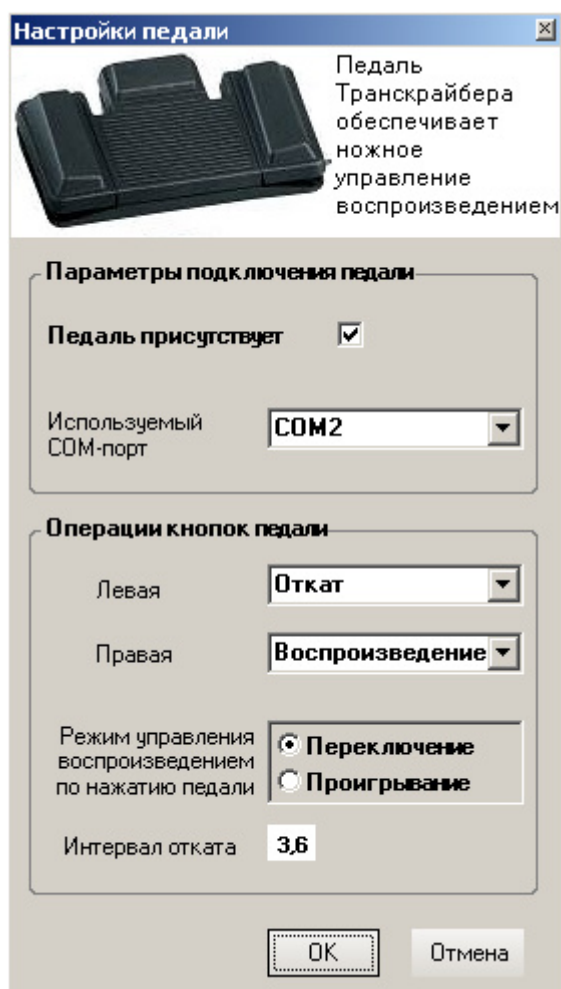 Настройки педали
Педаль
Транскрайбера
обеспечивает
ножное
управление
воспроизведением
Параметры подключения педали
Педаль присутствует
Используемый
COM-порт
COM2
Операции кнопок педали
Левая
Откат
Правая
Воспроизведение
Режим управления
воспроизведением
по нажатию педали
Переключение
Проигрывание
Интервал отката
3,6
OK
Отмена